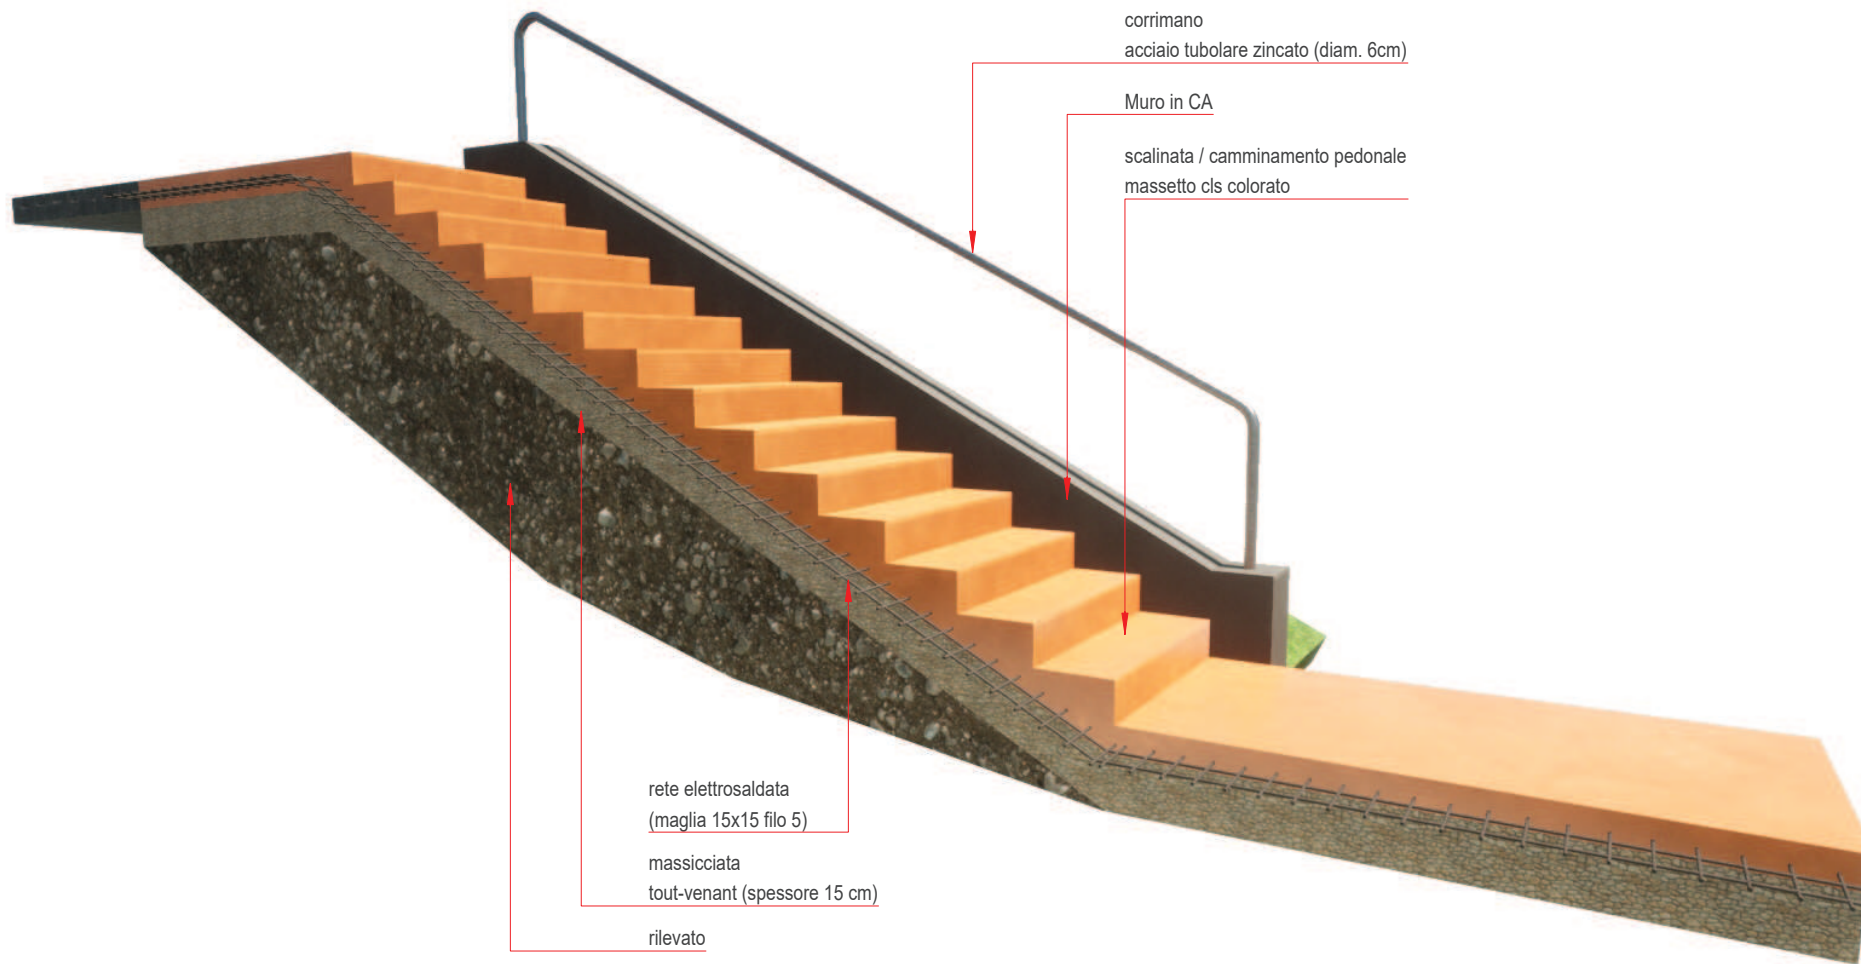 corrimano
acciaio tubolare zincato (diam. 6cm)
Muro in CA
scalinata / camminamento pedonale
massetto cls colorato
rete elettrosaldata
(maglia 15x15 filo 5)
massicciata
tout-venant (spessore 15 cm)
rilevato